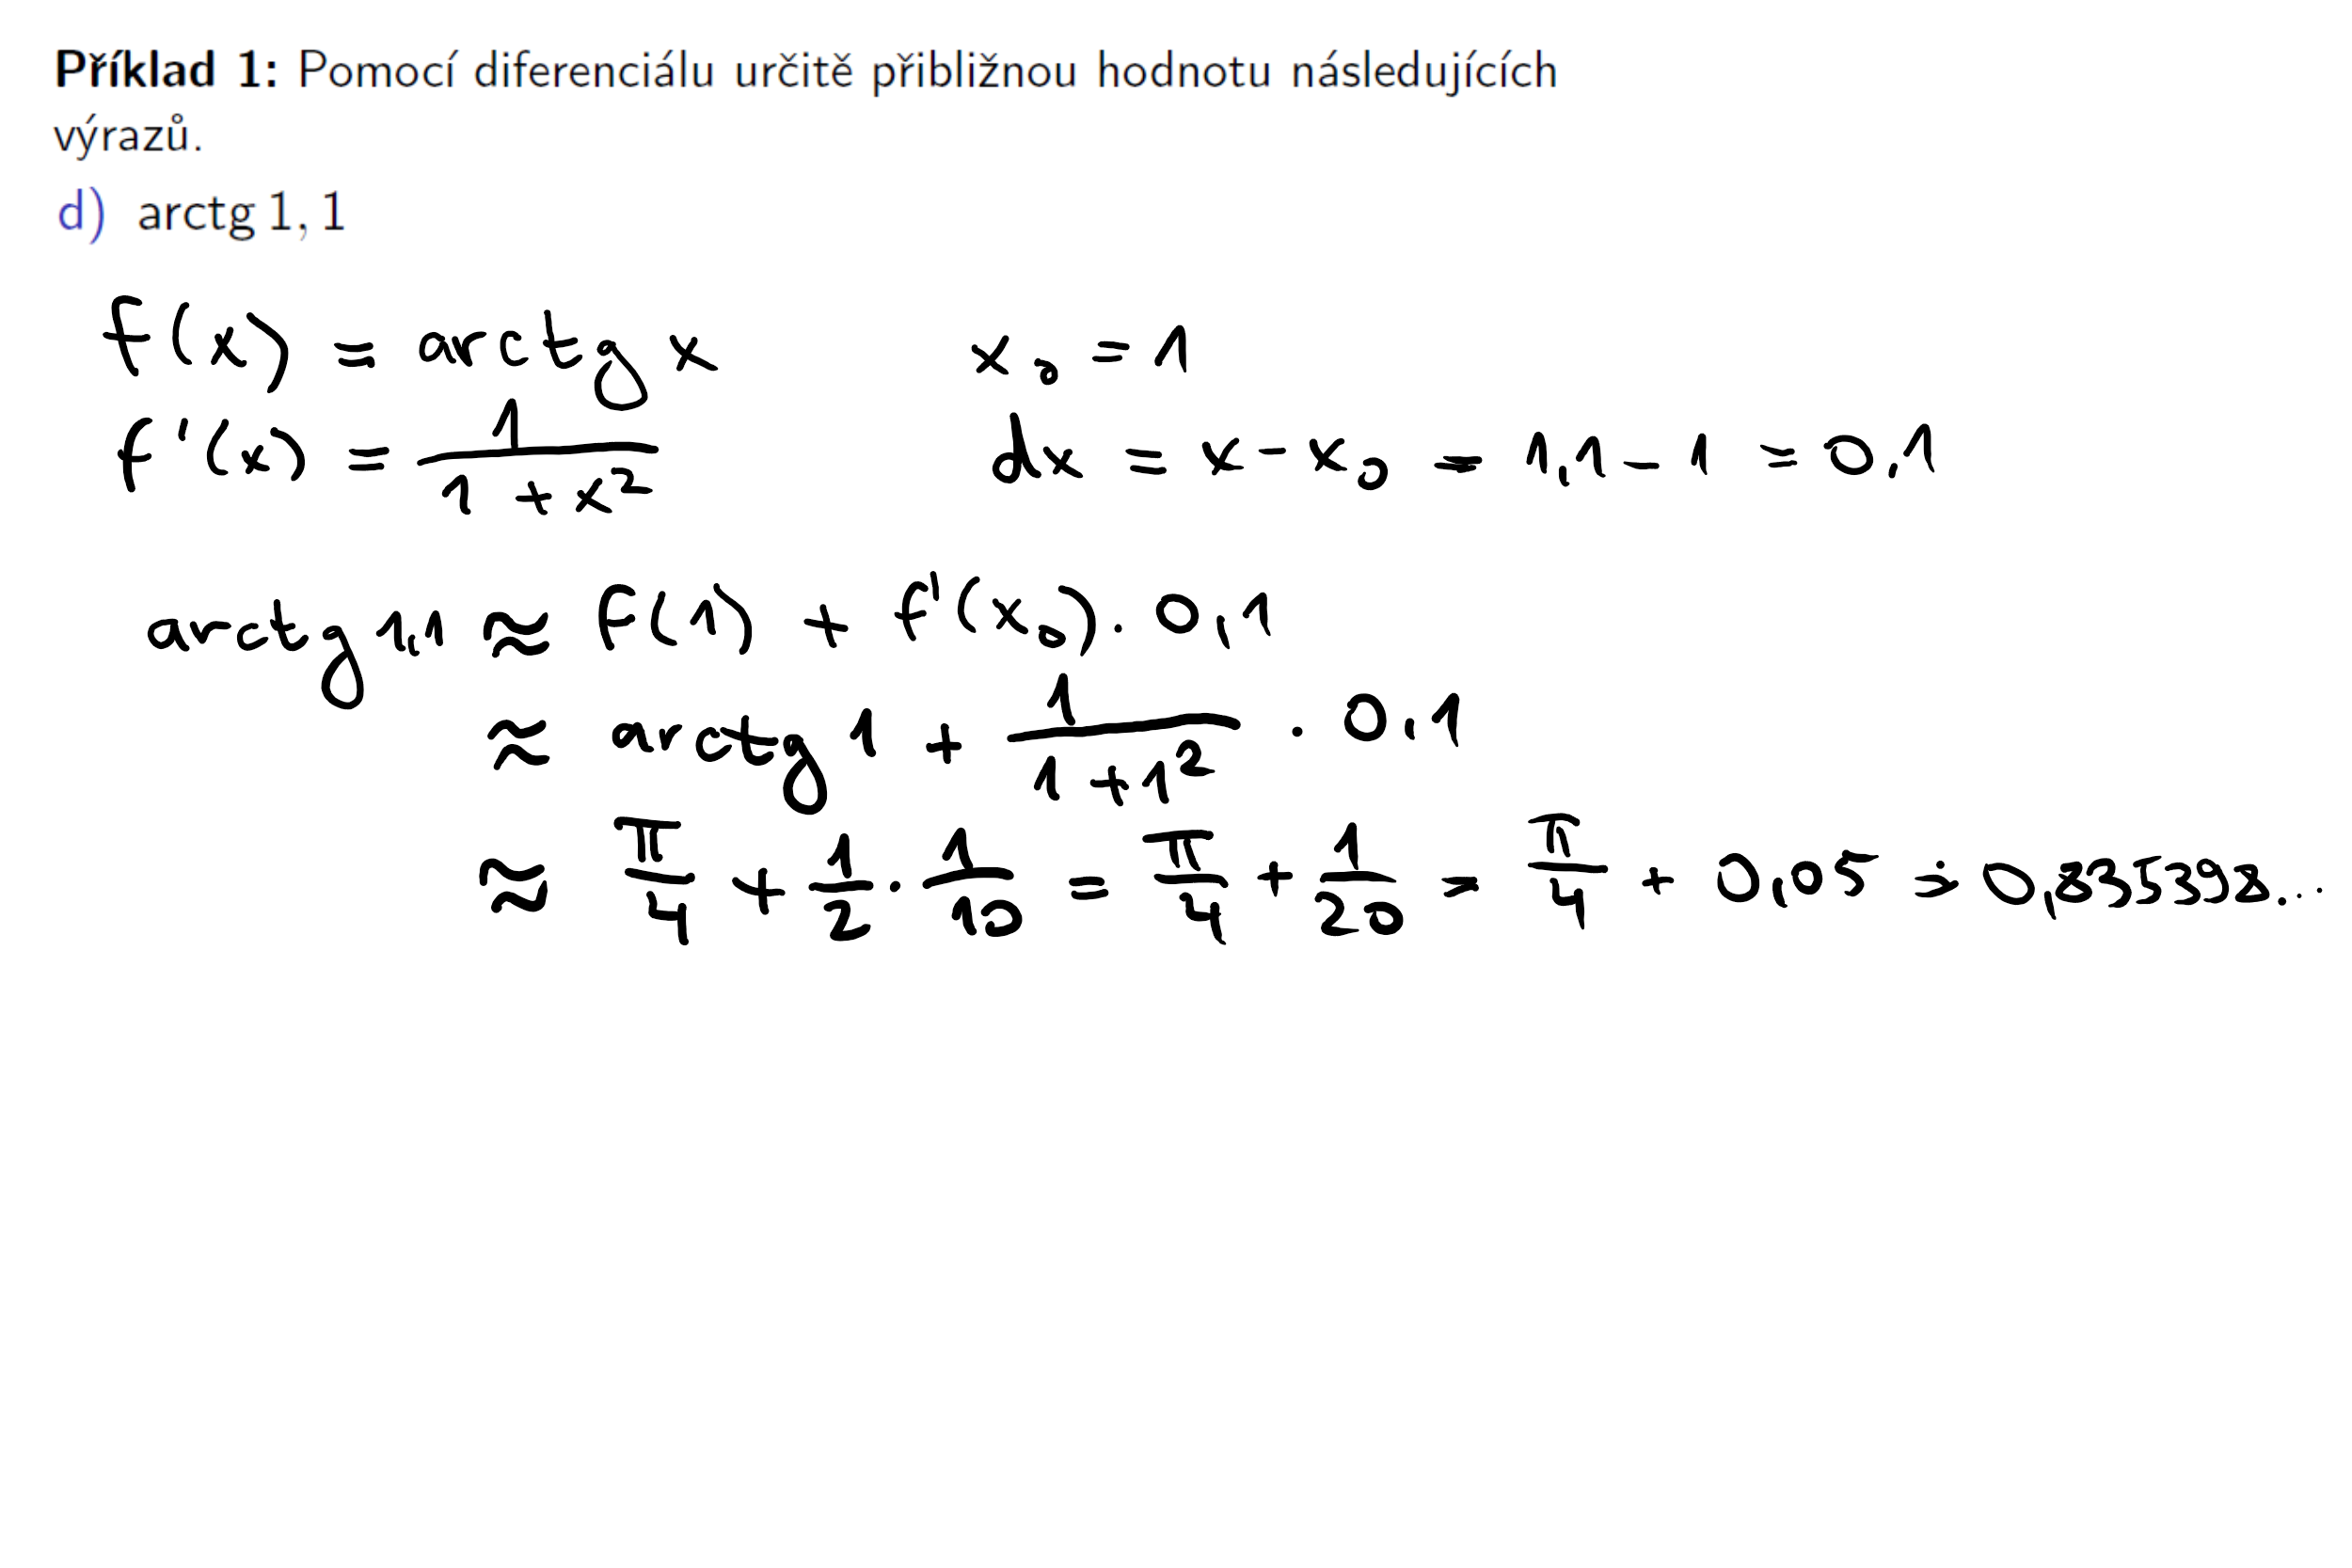 Příklad 1: Pomocí diferenciálu určitě přibližnou hodnotu následujících
výrazů.
d) arctg 1, 1
f(x) = arctg x x₀ = 1
f'(x) = 1/(1 + x²) dx = x - x₀ = 1,1 - 1 = 0,1
arctg 1,1 ≈ f(1) + f'(x₀) · 0,1
≈ arctg 1 + 1/(1 + 1²) · 0,1
≈ π/4 + 1/2 · 1/10 = π/4 + 1/20 = π/4 + 0,05 ≐ 0,835398...